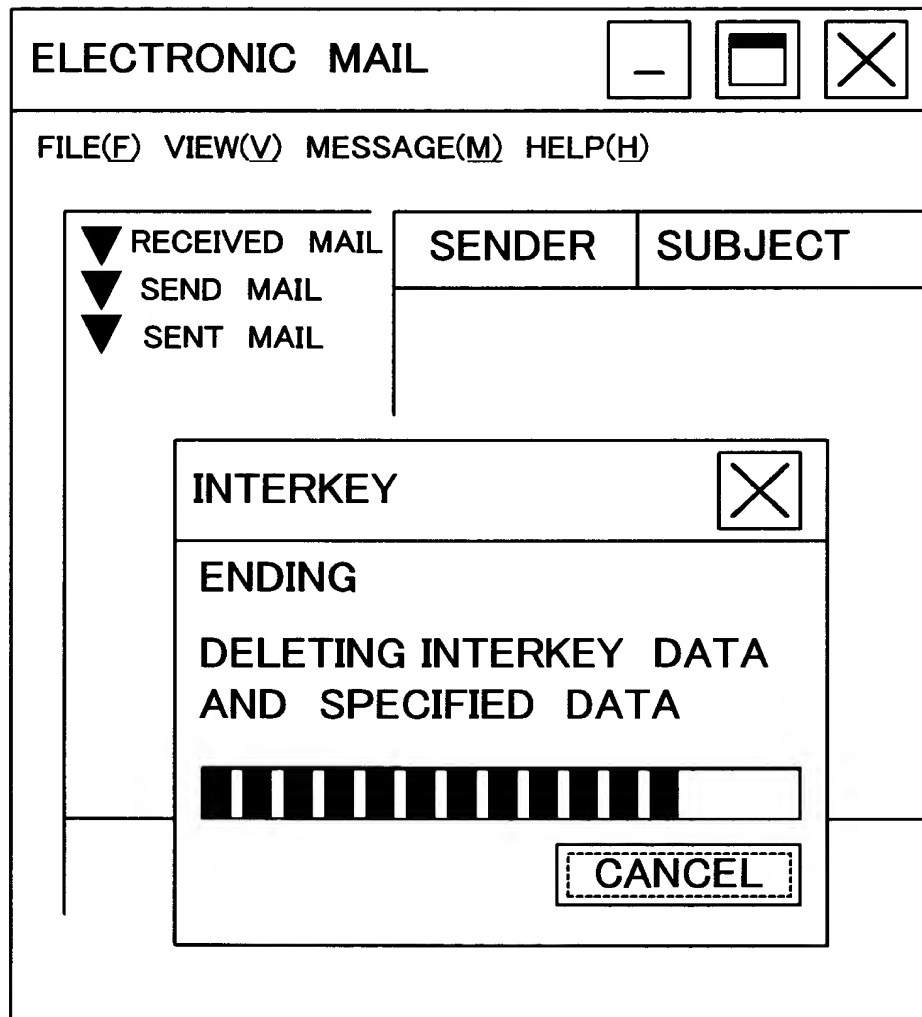 ELECTRONIC MAIL
FILE(F) VIEW(V) MESSAGE(M) HELP(H)
RECEIVED MAIL
SEND MAIL
SENT MAIL
SENDER SUBJECT
INTERKEY
ENDING
DELETING INTERKEY DATA
AND SPECIFIED DATA
CANCEL